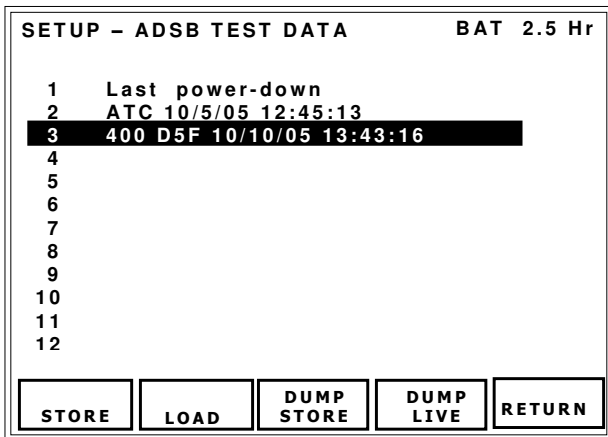 SETUP – ADSB TEST DATA BAT 2.5 Hr
1 Last power-down
2 ATC 10/5/05 12:45:13
3 400 D5F 10/10/05 13:43:16
4
5
6
7
8
9
10
11
12
STORE LOAD DUMP STORE DUMP LIVE RETURN